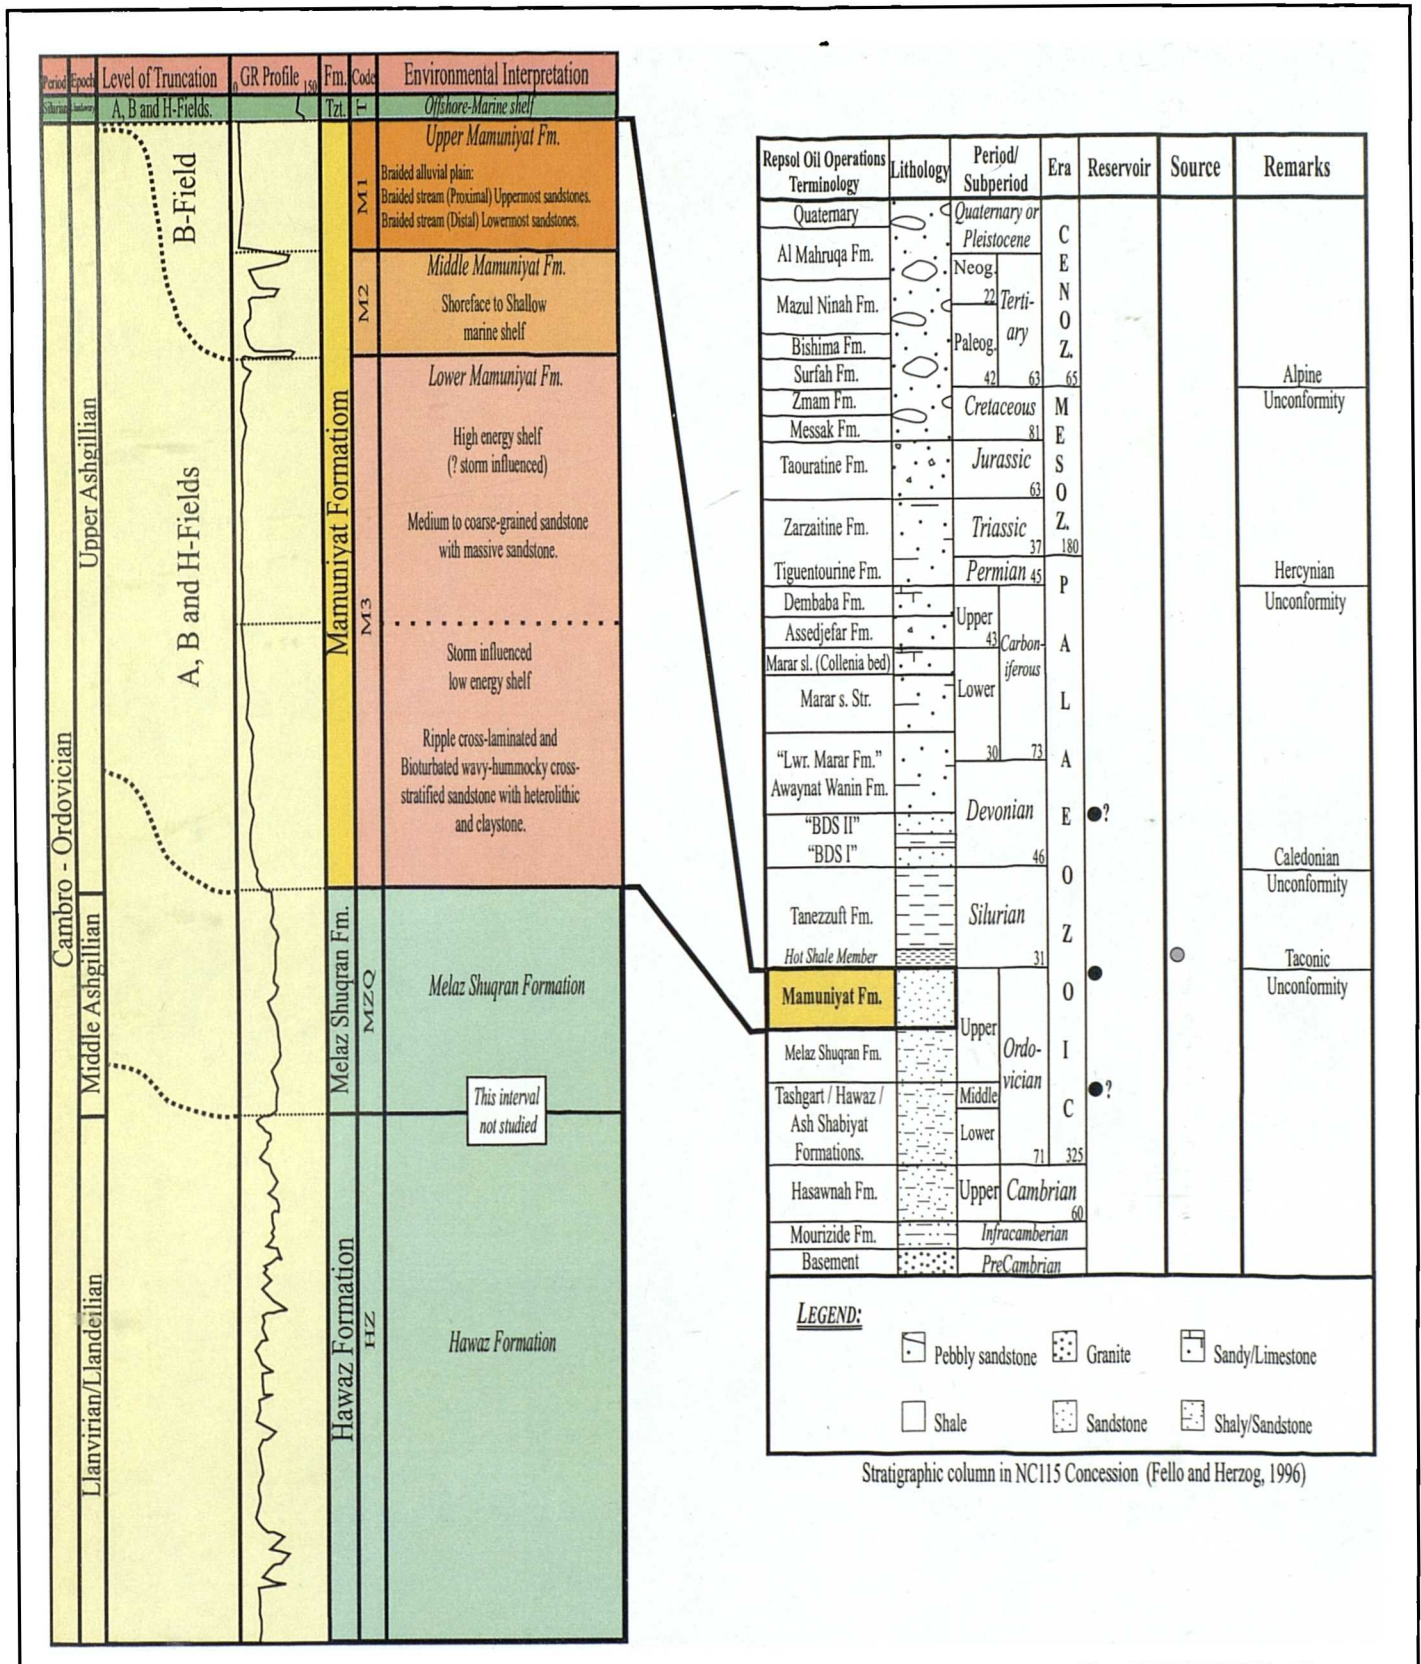 Period Epoch Level of Truncation GR Profile Fm. Code Environmental Interpretation
0 150
Silurian A, B and H-Fields. Tzt. T Offshore-Marine shelf
Cambro - Ordovician
Upper Ashgillian
Middle Ashgillian
Llanvirian/Llandeilian
B-Field
A, B and H-Fields
Mamuniyat Formatiom
Melaz Shuqran Fm.
Hawaz Formation
M1
M2
M3
MZQ
HZ
Upper Mamuniyat Fm.
Braided alluvial plain:
Braided stream (Proximal) Uppermost sandstones.
Braided stream (Distal) Lowermost sandstones.
Middle Mamuniyat Fm.
Shoreface to Shallow
marine shelf
Lower Mamuniyat Fm.
High energy shelf
(? storm influenced)
Medium to coarse-grained sandstone
with massive sandstone.
Storm influenced
low energy shelf
Ripple cross-laminated and
Bioturbated wavy-hummocky cross-
stratified sandstone with heterolithic
and claystone.
Melaz Shuqran Formation
This interval
not studied
Hawaz Formation
Repsol Oil Operations
Terminology
Lithology
Period/
Subperiod
Era
Reservoir
Source
Remarks
Quaternary
Al Mahruqa Fm.
Mazul Ninah Fm.
Bishima Fm.
Surfah Fm.
Zmam Fm.
Messak Fm.
Taouratine Fm.
Zarzaitine Fm.
Tiguentourine Fm.
Dembaba Fm.
Assedjefar Fm.
Marar sl. (Collenia bed)
Marar s. Str.
“Lwr. Marar Fm.”
Awaynat Wanin Fm.
“BDS II”
“BDS I”
Tanezzuft Fm.
Hot Shale Member
Mamuniyat Fm.
Melaz Shuqran Fm.
Tashgart / Hawaz /
Ash Shabiyat
Formations.
Hasawnah Fm.
Mourizide Fm.
Basement
Quaternary or
Pleistocene
Neog.
22
Terti-
ary
Paleog.
42 63
Cretaceous
81
Jurassic
63
Triassic
37
Permian 45
Upper
43
Carbon-
iferous
Lower
30 73
Devonian
46
Silurian
31
Upper
Ordo-
vician
Middle
Lower
71
Upper Cambrian
60
Infracamberian
PreCambrian
CENOZ.
65
MESOZ.
180
PALAEOZOIC
325
?
?
Alpine
Unconformity
Hercynian
Unconformity
Caledonian
Unconformity
Taconic
Unconformity
LEGEND:
Pebbly sandstone Granite Sandy/Limestone
Shale Sandstone Shaly/Sandstone
Stratigraphic column in NC115 Concession (Fello and Herzog, 1996)